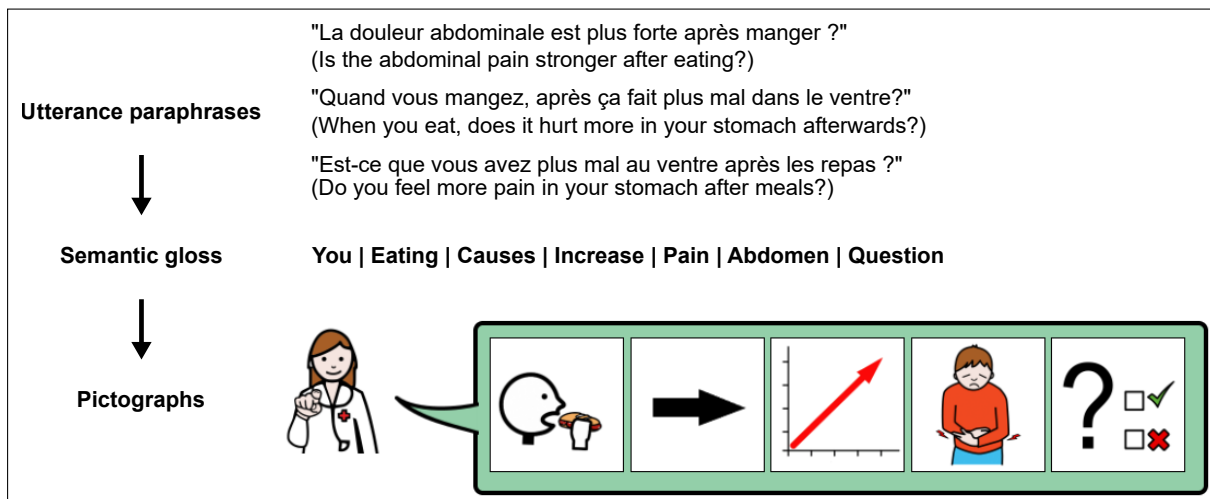 "La douleur abdominale est plus forte après manger ?"
(Is the abdominal pain stronger after eating?)
Utterance paraphrases
"Quand vous mangez, après ça fait plus mal dans le ventre?"
(When you eat, does it hurt more in your stomach afterwards?)
"Est-ce que vous avez plus mal au ventre après les repas ?"
(Do you feel more pain in your stomach after meals?)
Semantic gloss
You | Eating | Causes | Increase | Pain | Abdomen | Question
Pictographs
?